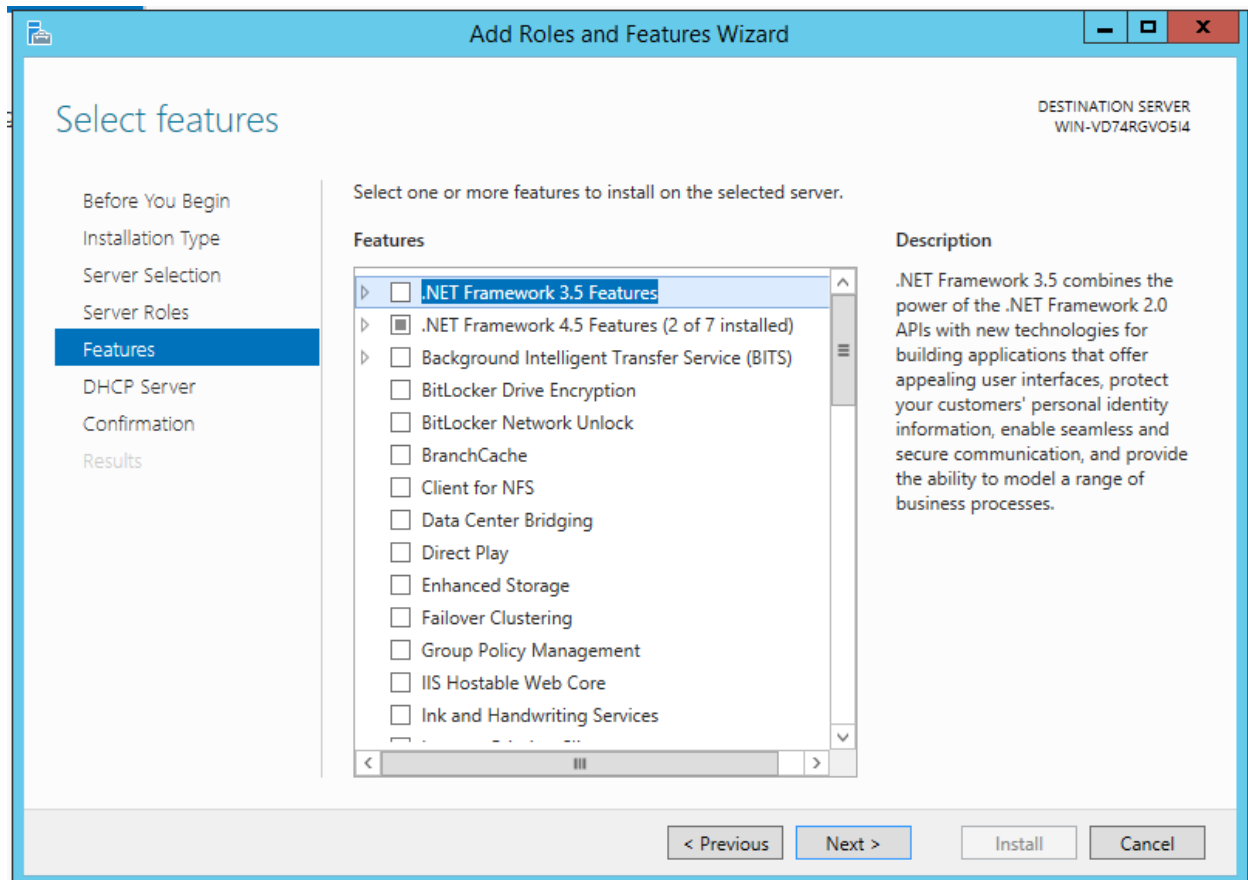 Add Roles and Features Wizard
Select features
DESTINATION SERVER
WIN-VD74RGVO5I4
Before You Begin
Installation Type
Server Selection
Server Roles
Features
DHCP Server
Confirmation
Results
Select one or more features to install on the selected server.
Features
.NET Framework 3.5 Features
.NET Framework 4.5 Features (2 of 7 installed)
Background Intelligent Transfer Service (BITS)
BitLocker Drive Encryption
BitLocker Network Unlock
BranchCache
Client for NFS
Data Center Bridging
Direct Play
Enhanced Storage
Failover Clustering
Group Policy Management
IIS Hostable Web Core
Ink and Handwriting Services
Description
.NET Framework 3.5 combines the
power of the .NET Framework 2.0
APIs with new technologies for
building applications that offer
appealing user interfaces, protect
your customers' personal identity
information, enable seamless and
secure communication, and provide
the ability to model a range of
business processes.
< Previous
Next >
Install
Cancel